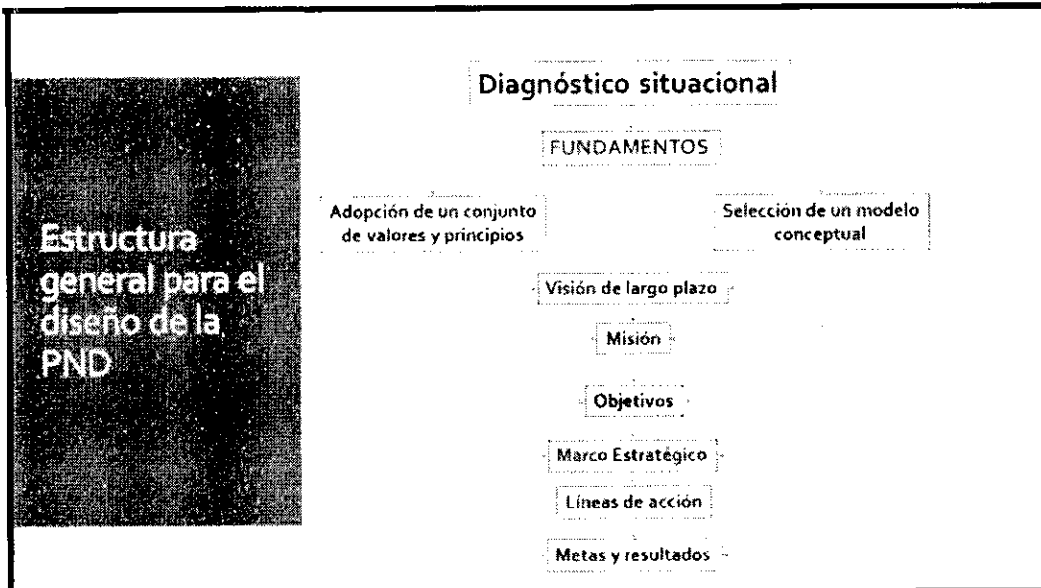 Estructura
general para el
diseño de la
PND
Diagnóstico situacional
FUNDAMENTOS
Adopción de un conjunto
de valores y principios
Selección de un modelo
conceptual
Visión de largo plazo
Misión
Objetivos
Marco Estratégico
Líneas de acción
Metas y resultados